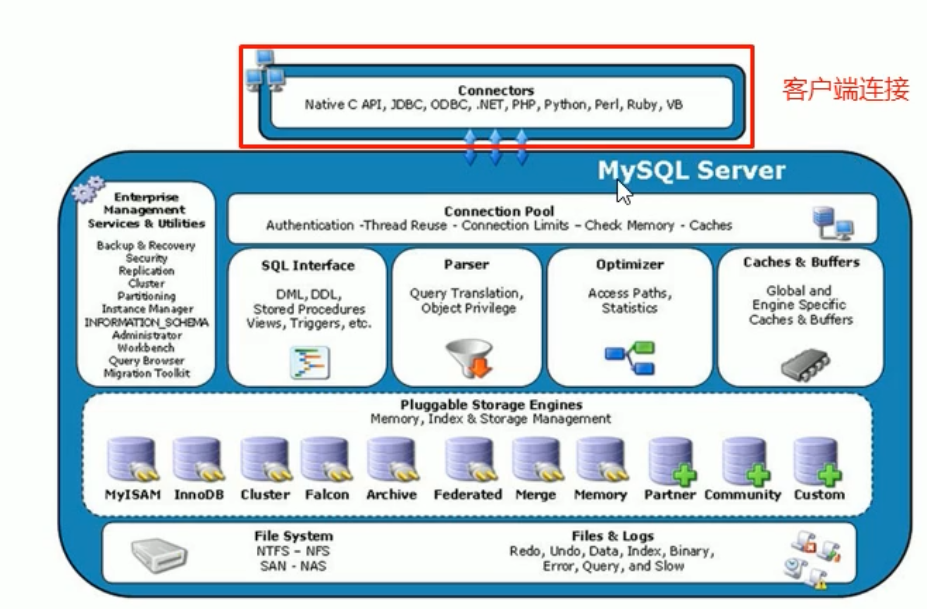 Connectors
Native C API, JDBC, ODBC, .NET, PHP, Python, Perl, Ruby, VB
客户端连接
MySQL Server
Enterprise
Management
Services & Utilities
Backup & Recovery
Security
Replication
Cluster
Partitioning
Instance Manager
INFORMATION_SCHEMA
Administrator
Workbench
Query Browser
Migration Toolkit
Connection Pool
Authentication -Thread Reuse - Connection Limits – Check Memory - Caches
SQL Interface
DML, DDL,
Stored Procedures
Views, Triggers, etc.
Parser
Query Translation,
Object Privilege
Optimizer
Access Paths,
Statistics
Caches & Buffers
Global and
Engine Specific
Caches & Buffers
Pluggable Storage Engines
Memory, Index & Storage Management
MyISAM InnoDB Cluster Falcon Archive Federated Merge Memory Partner Community Custom
File System
NTFS – NFS
SAN - NAS
Files & Logs
Redo, Undo, Data, Index, Binary,
Error, Query, and Slow